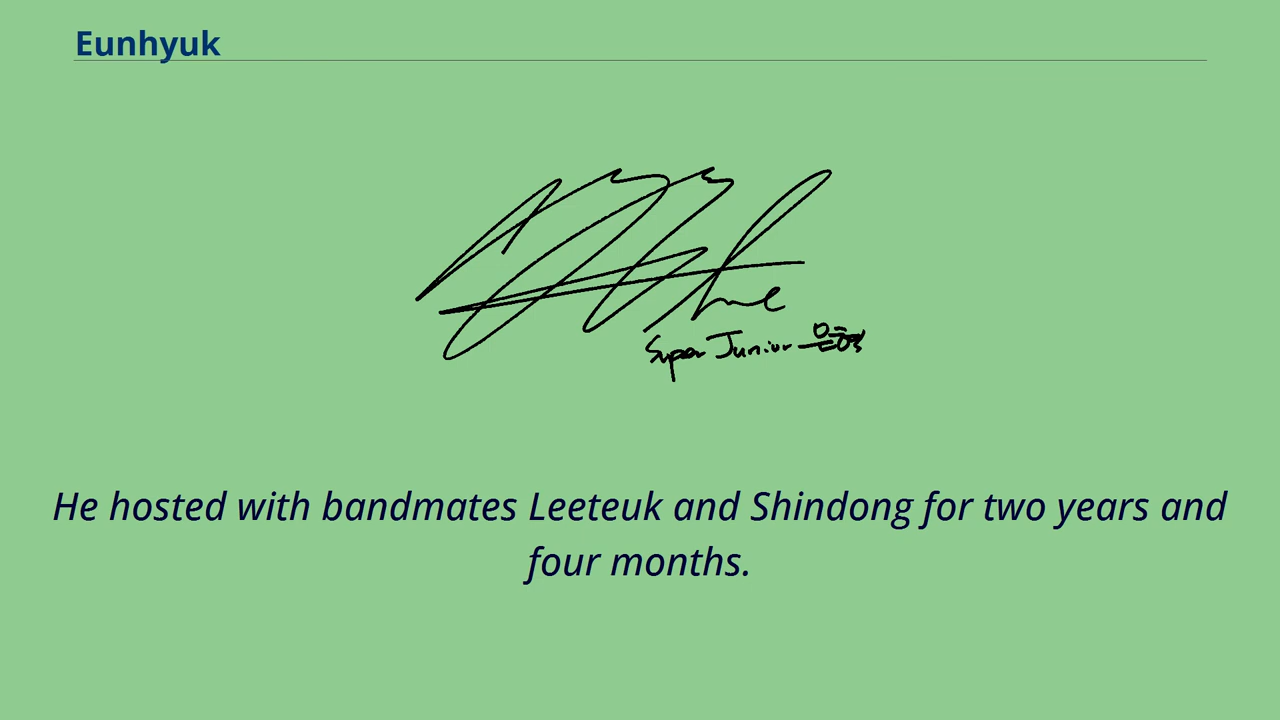 Eunhyuk
Super Junior 은혁
He hosted with bandmates Leeteuk and Shindong for two years and
four months.